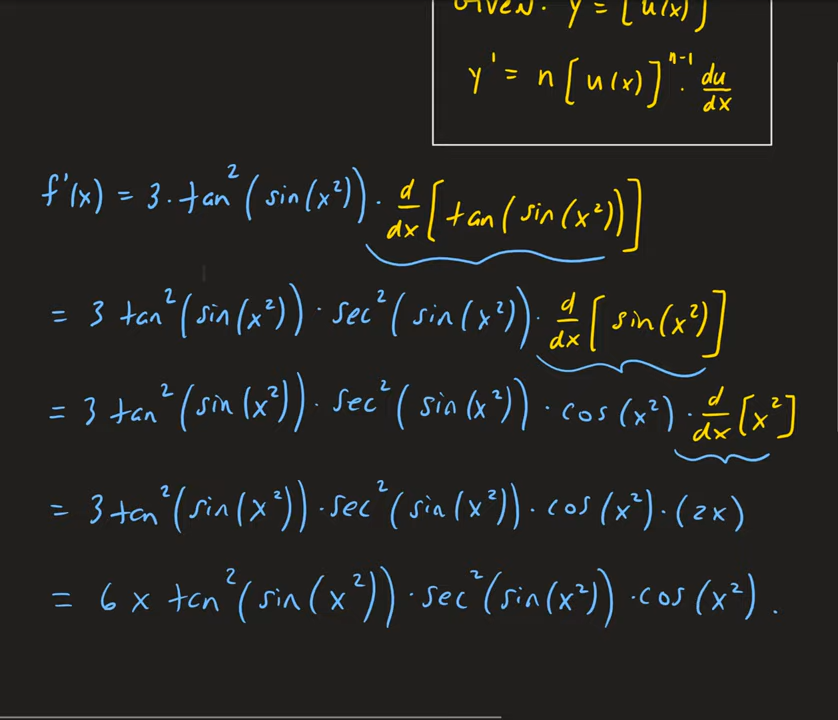 Given: y = [u(x)]
y' = n[u(x)]^{n-1} · du/dx
f'(x) = 3 · tan²(sin(x²)) · d/dx [tan(sin(x²))]
= 3 tan²(sin(x²)) · sec²(sin(x²)) · d/dx [sin(x²)]
= 3 tan²(sin(x²)) · sec²(sin(x²)) · cos(x²) · d/dx [x²]
= 3tan²(sin(x²)) · sec²(sin(x²)) · cos(x²) · (2x)
= 6x tan²(sin(x²)) · sec²(sin(x²)) · cos(x²).